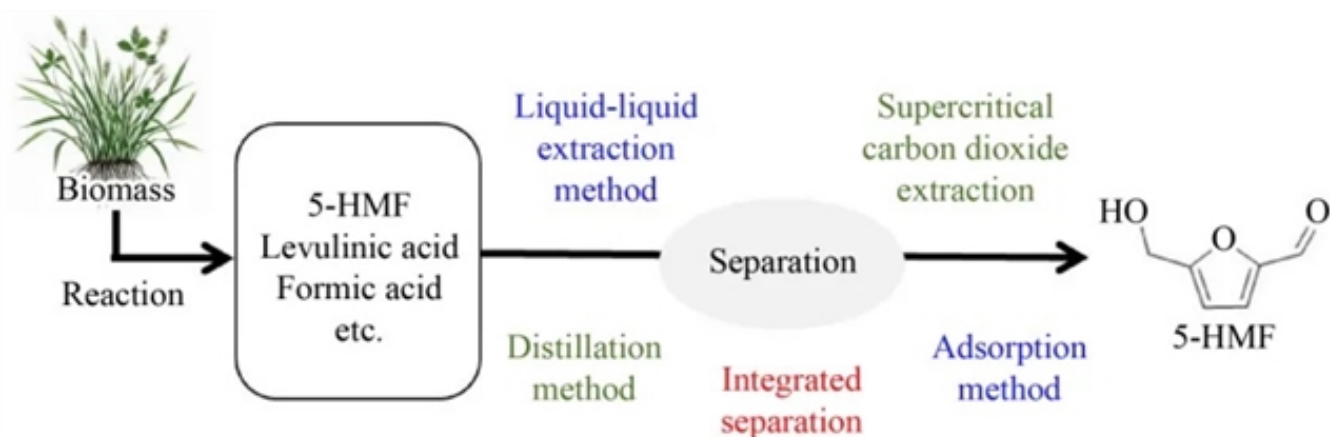 Biomass
Reaction
5-HMF
Levulinic acid
Formic acid
etc.
Liquid-liquid
extraction
method
Distillation
method
Separation
Integrated
separation
Supercritical
carbon dioxide
extraction
Adsorption
method
HO
O
O
5-HMF